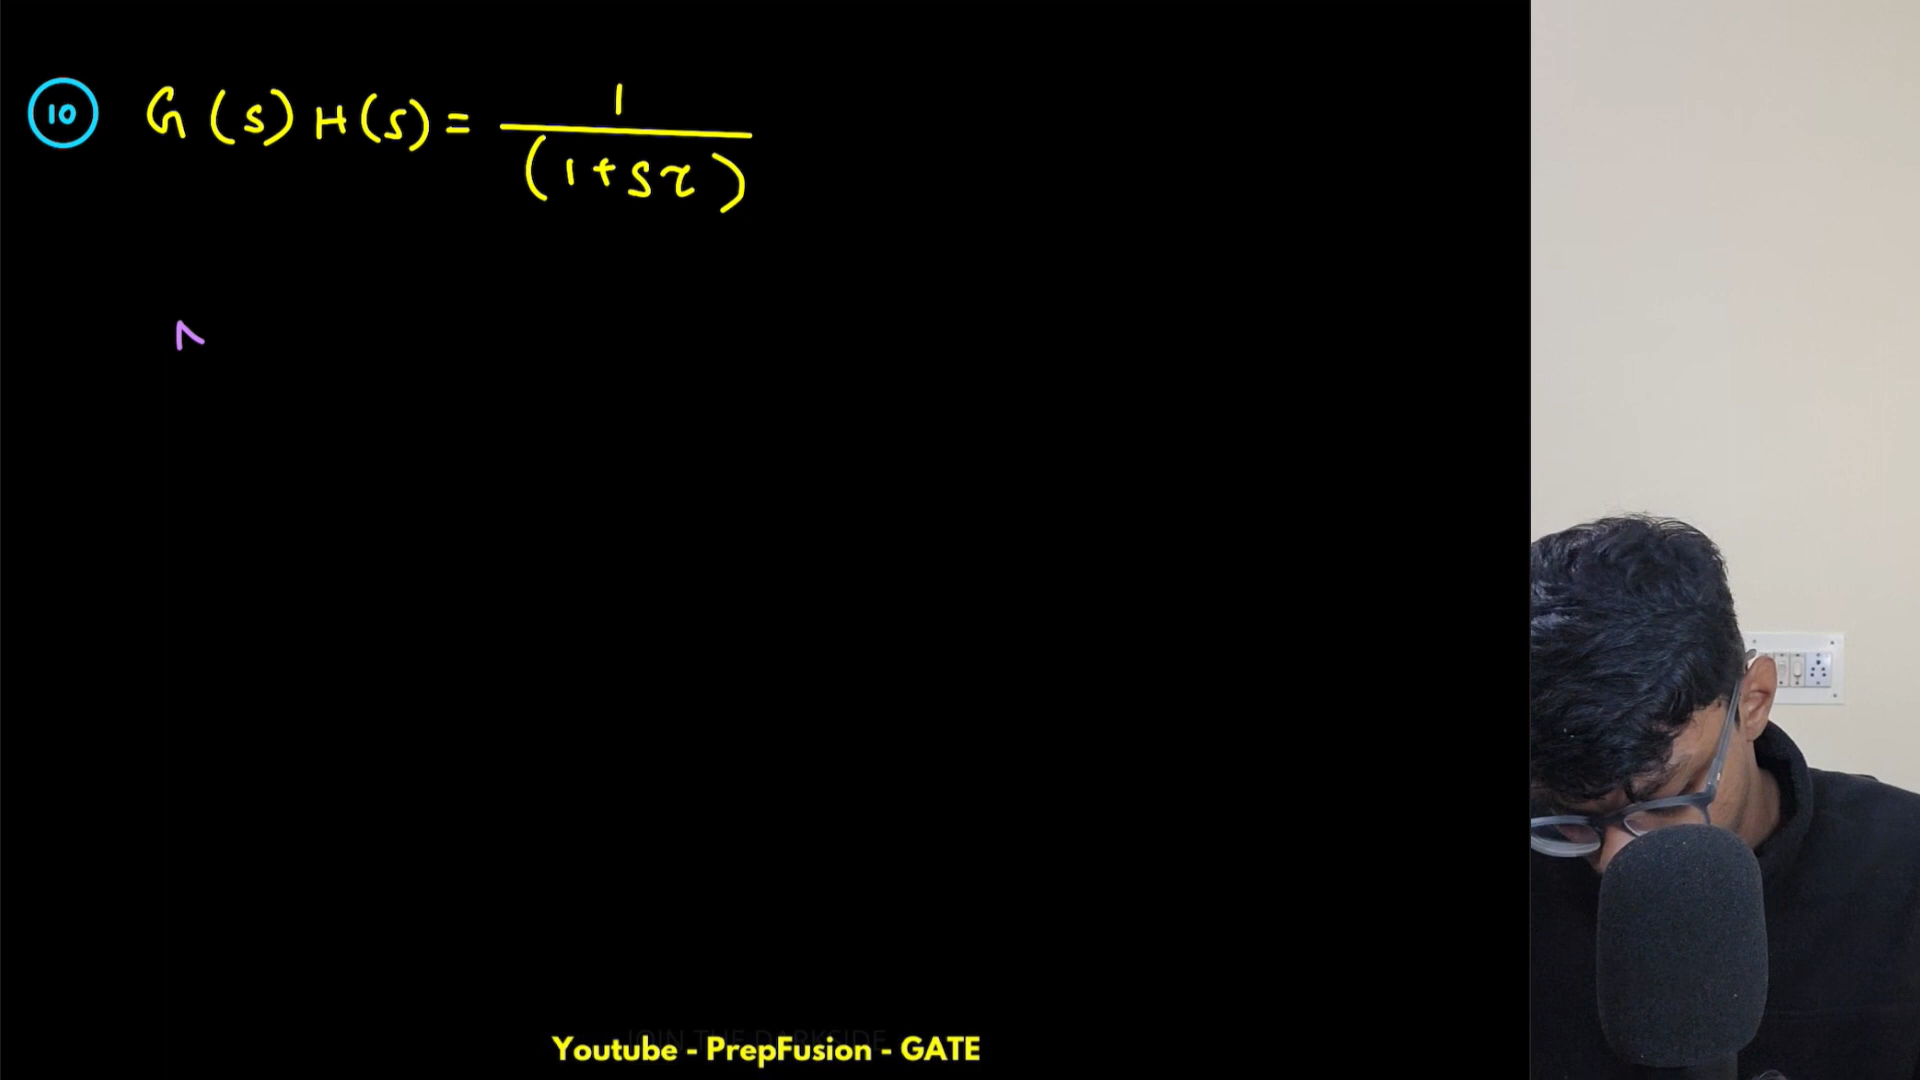 10 G(s) H(s) = 1 / (1+sτ)
Youtube - PrepFusion - GATE